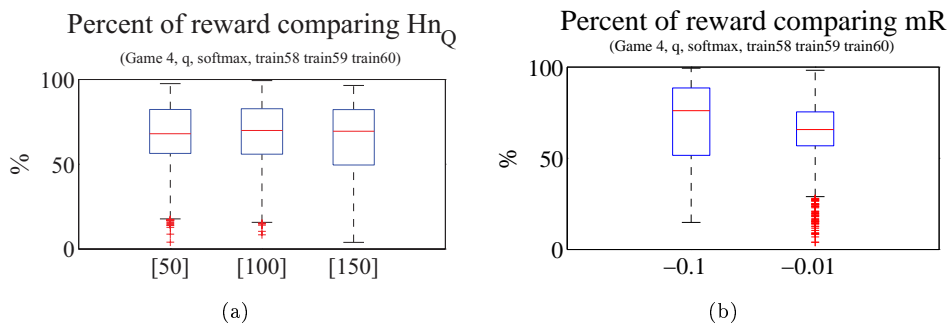 Percent of reward comparing Hn_Q
(Game 4, q, softmax, train58 train59 train60)
100
50
0
%
[50] [100] [150]
(a)
Percent of reward comparing mR
(Game 4, q, softmax, train58 train59 train60)
100
50
0
%
−0.1 −0.01
(b)